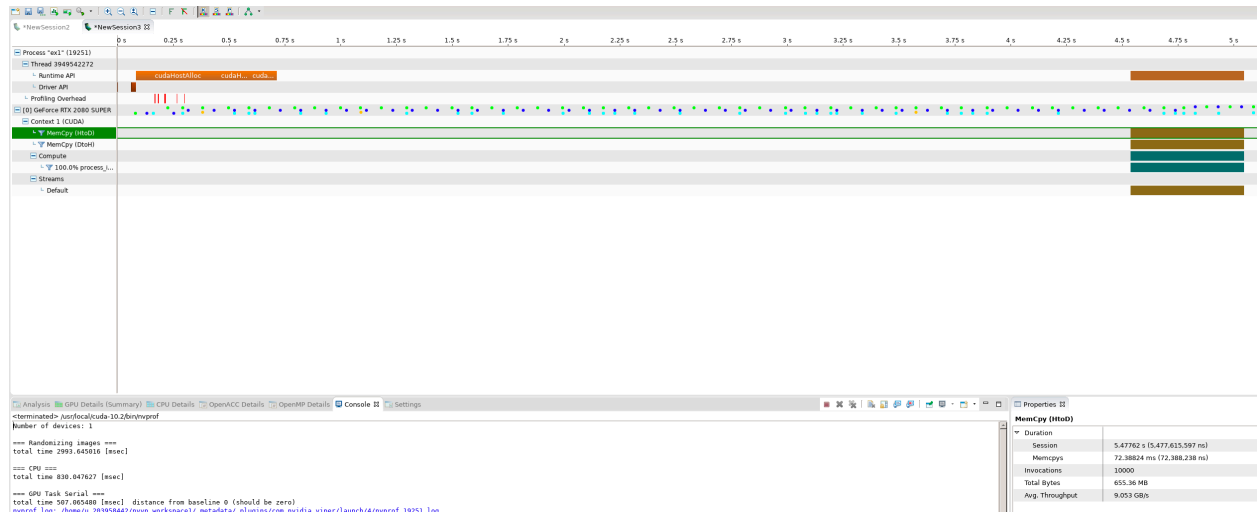 *NewSession2 *NewSession3
0 s 0.25 s 0.5 s 0.75 s 1 s 1.25 s 1.5 s 1.75 s 2 s 2.25 s 2.5 s 2.75 s 3 s 3.25 s 3.5 s 3.75 s 4 s 4.25 s 4.5 s 4.75 s 5 s
Process "ex1" (19251)
Thread 3949542272
Runtime API cudaHostAlloc cudaH... cuda...
Driver API
Profiling Overhead
[0] GeForce RTX 2080 SUPER
Context 1 (CUDA)
MemCpy (HtoD)
MemCpy (DtoH)
Compute
100.0% process_i...
Streams
Default
Analysis GPU Details (Summary) CPU Details OpenACC Details OpenMP Details Console Settings
<terminated> /usr/local/cuda-10.2/bin/nvprof
Number of devices: 1
=== Randomizing images ===
total time 2993.645016 [msec]
=== CPU ===
total time 830.047627 [msec]
=== GPU Task Serial ===
total time 507.065480 [msec] distance from baseline 0 (should be zero)
Properties
MemCpy (HtoD)
Duration
Session 5.47762 s (5,477,615,597 ns)
Memcpys 72.38824 ms (72,388,238 ns)
Invocations 10000
Total Bytes 655.36 MB
Avg. Throughput 9.053 GB/s